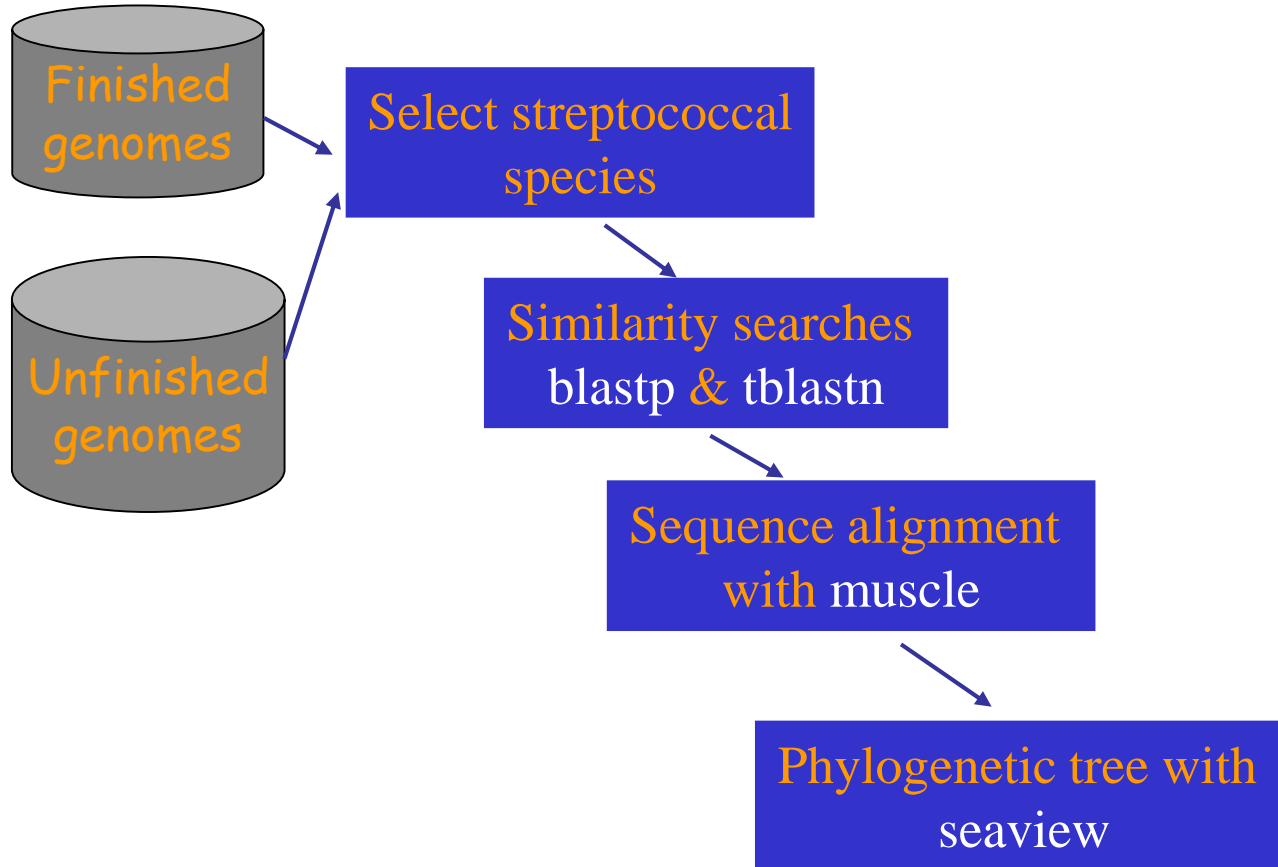 Finished
genomes
Select streptococcal
species
Unfinished
genomes
Similarity searches
blastp & tblastn
Sequence alignment
with muscle
Phylogenetic tree with
seaview